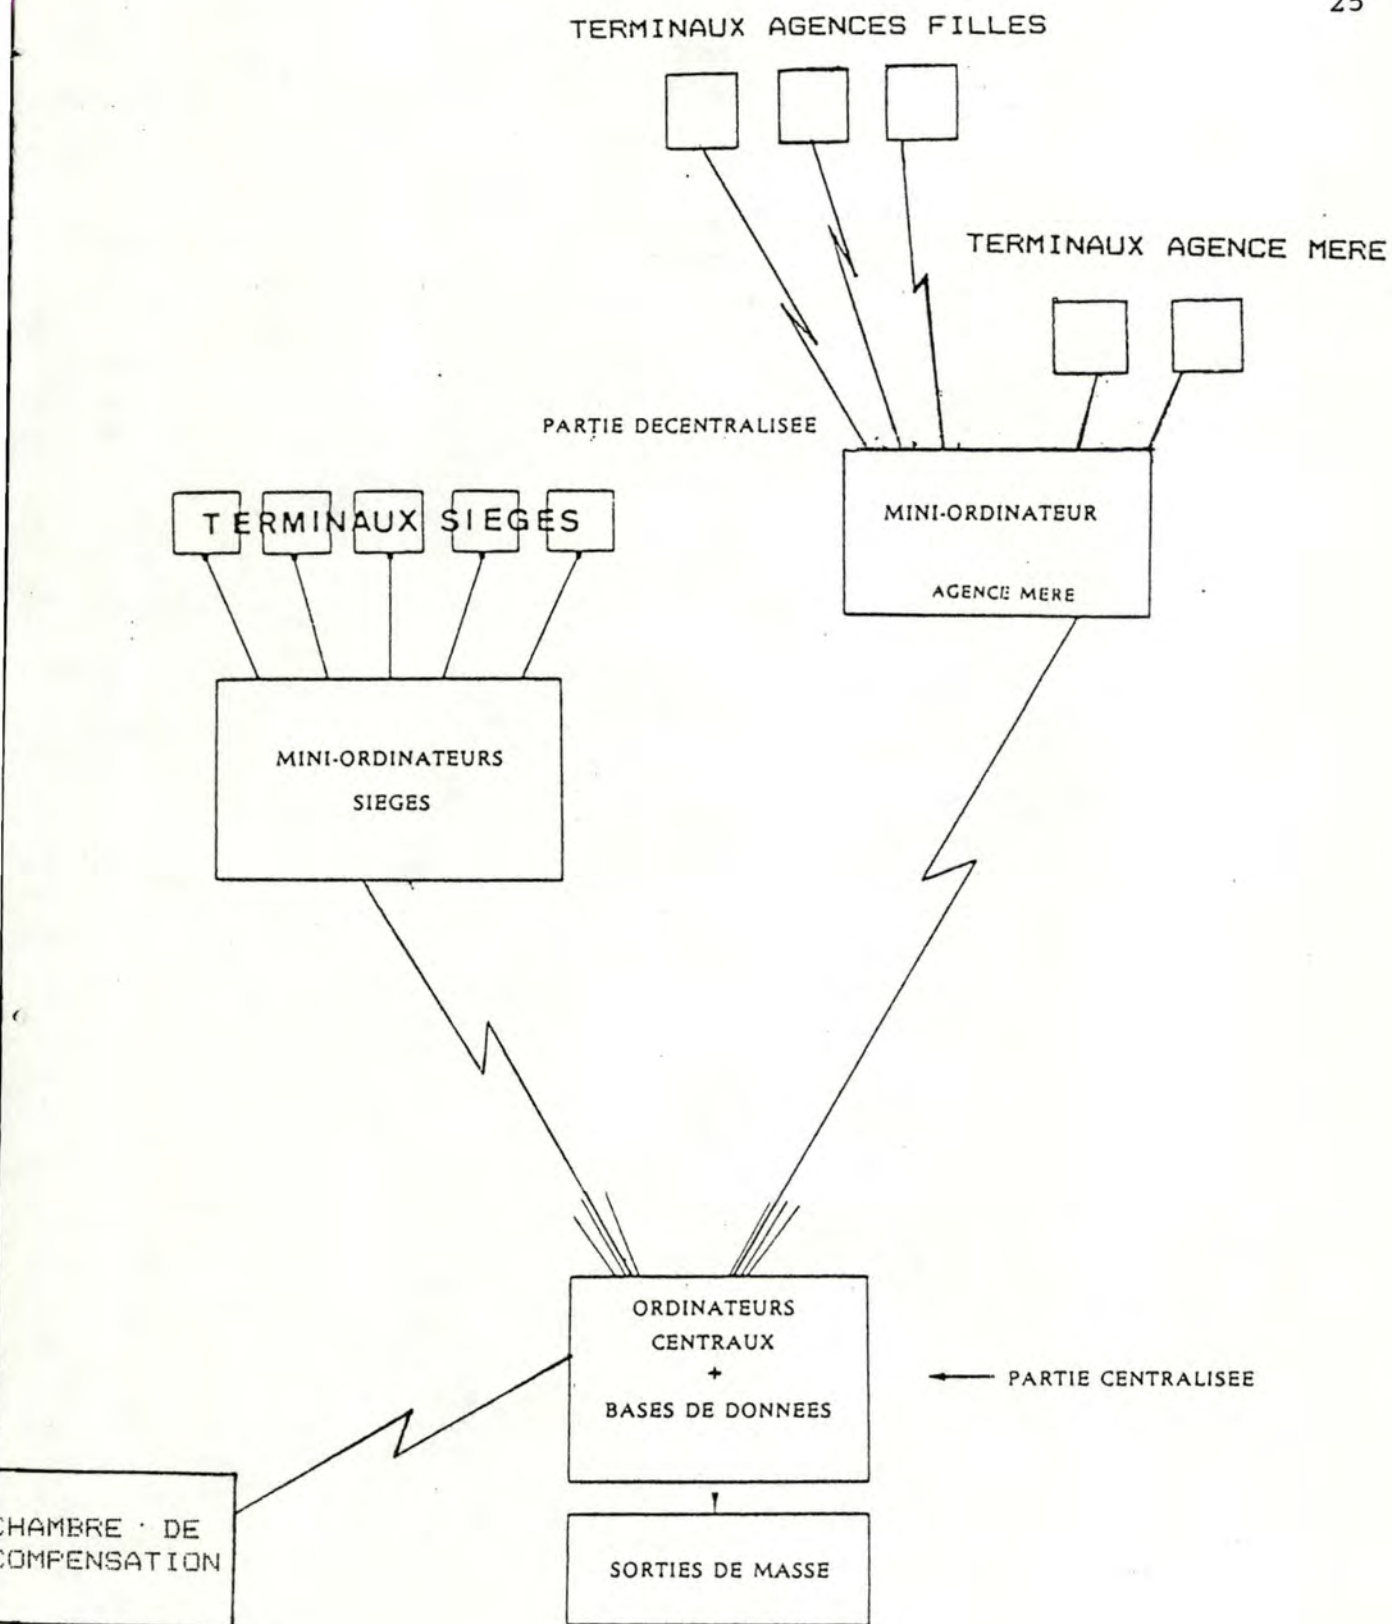 25
TERMINAUX AGENCES FILLES
TERMINAUX AGENCE MERE
PARTIE DECENTRALISEE
MINI-ORDINATEUR
AGENCE MERE
TERMINAUX SIEGES
MINI-ORDINATEURS
SIEGES
ORDINATEURS
CENTRAUX
+
BASES DE DONNEES
PARTIE CENTRALISEE
CHAMBRE DE
COMPENSATION
SORTIES DE MASSE